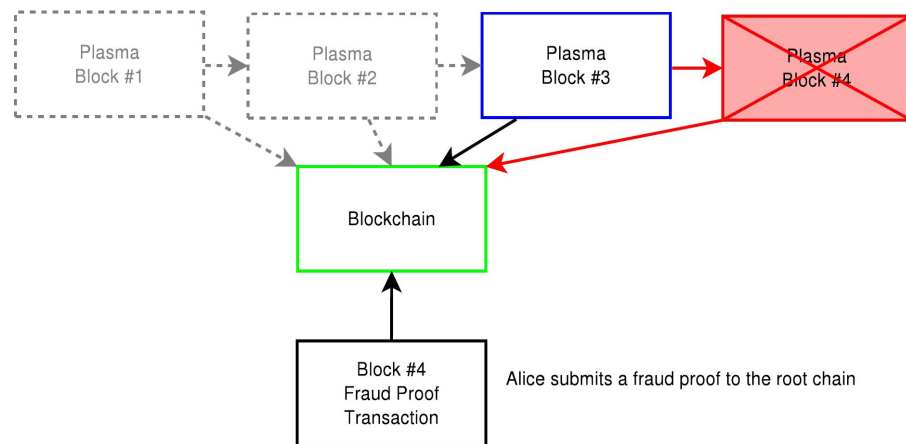 Plasma
Block #1
Plasma
Block #2
Plasma
Block #3
Plasma
Block #4
Blockchain
Block #4
Fraud Proof
Transaction
Alice submits a fraud proof to the root chain